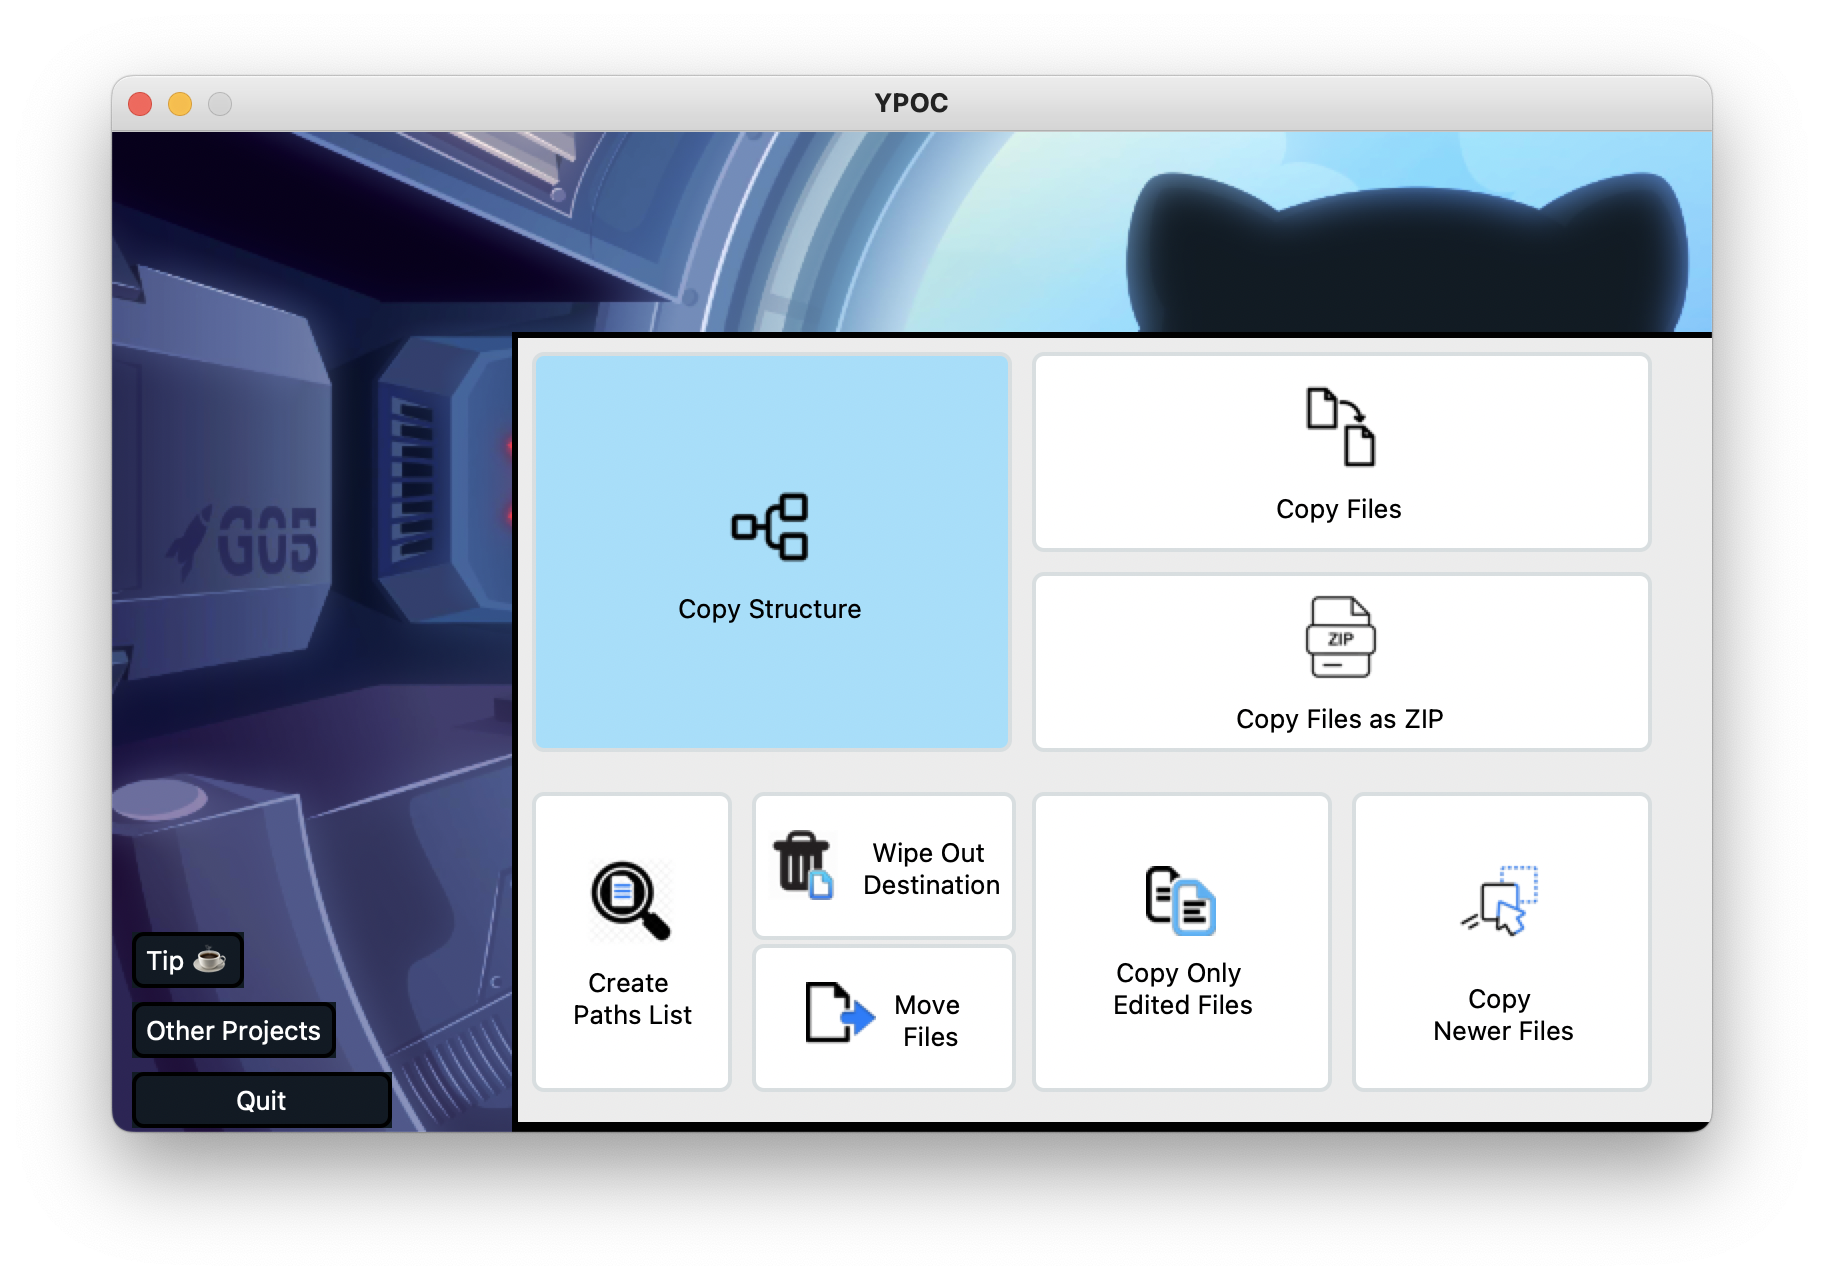 YPOC
G05
Copy Structure
Copy Files
ZIP
Copy Files as ZIP
Create
Paths List
Wipe Out
Destination
Move
Files
Copy Only
Edited Files
Copy
Newer Files
C
Tip ☕
Other Projects
Quit